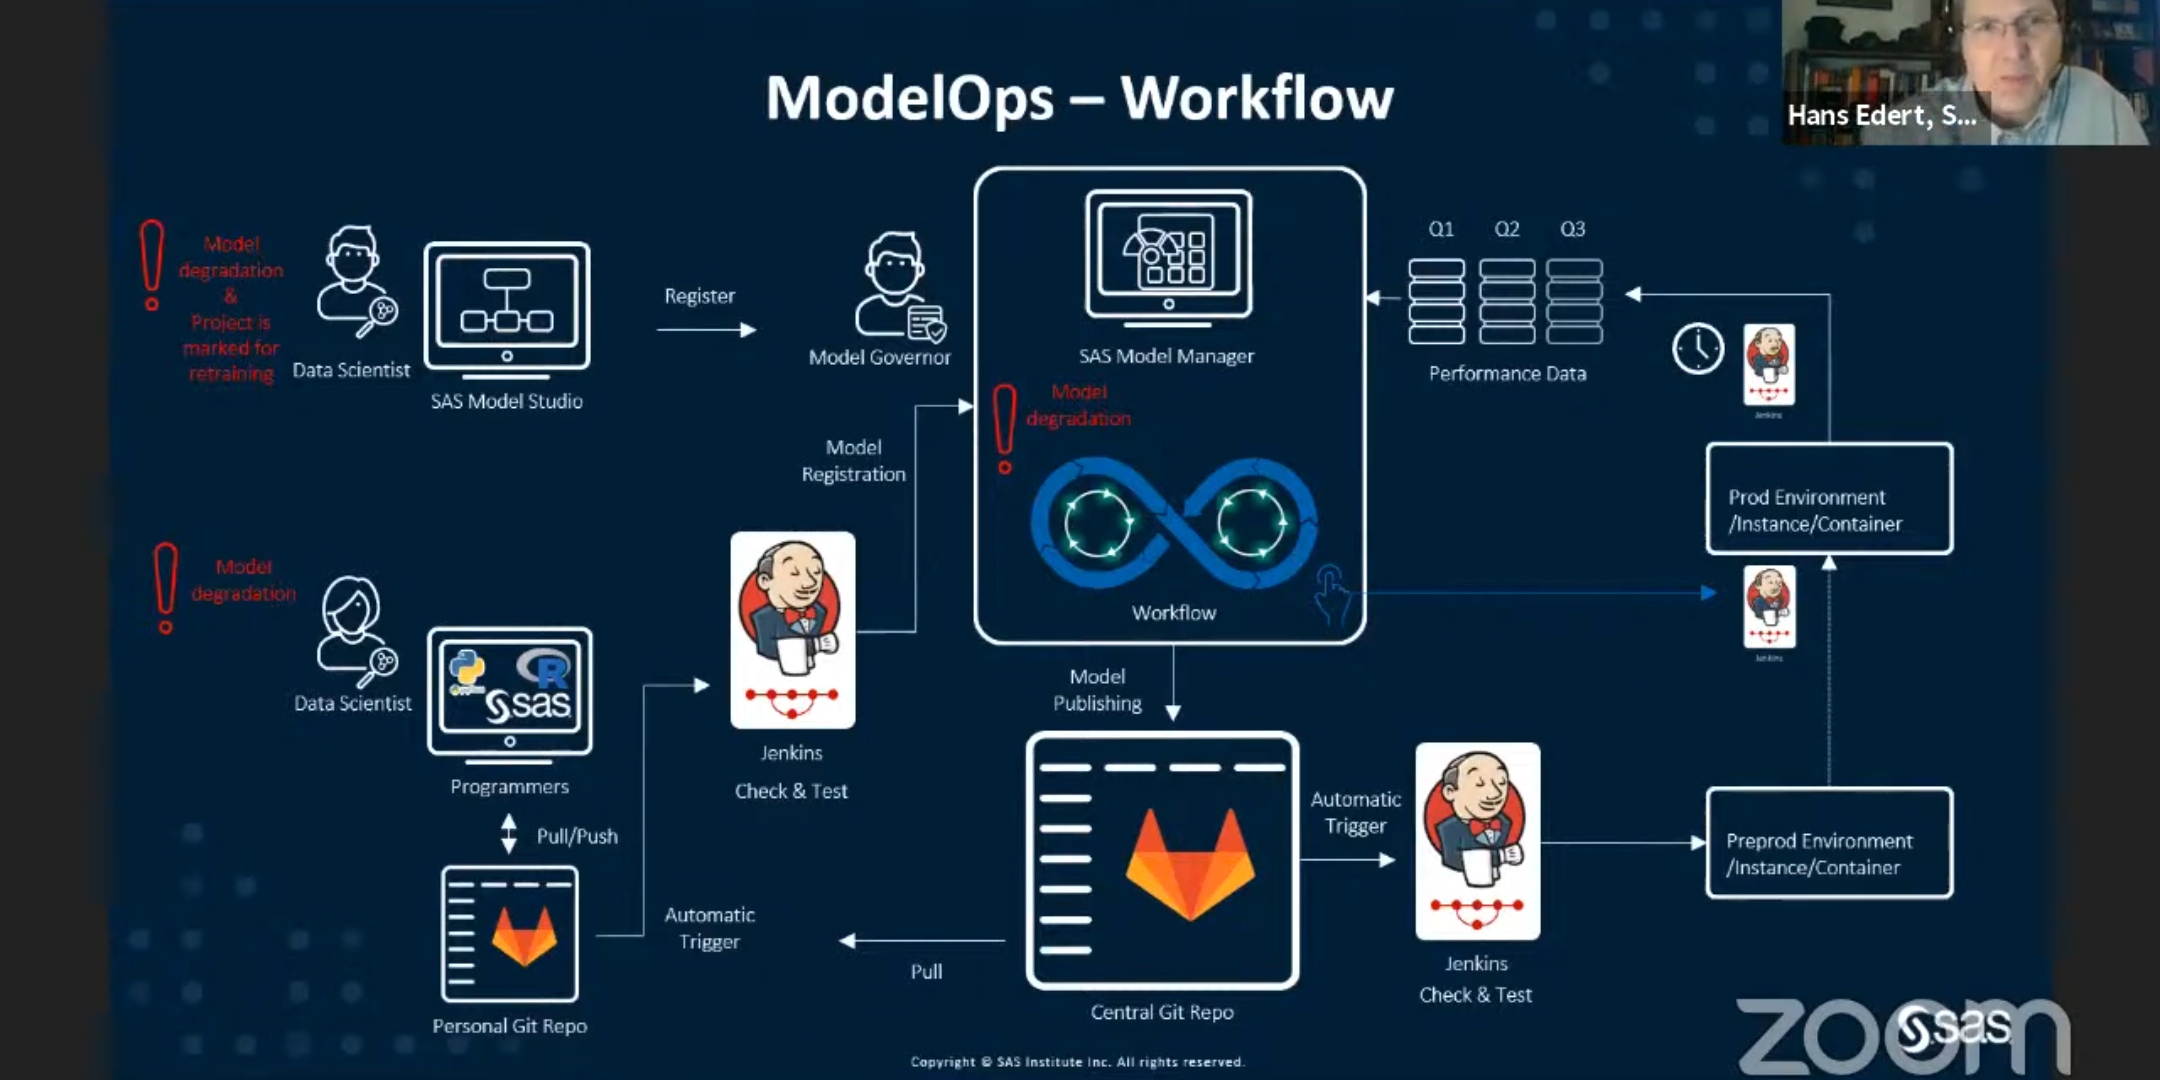 ModelOps – Workflow
Hans Edert, S...
Model
degradation
&
Project is
marked for
retraining
Data Scientist
SAS Model Studio
Register
Model Governor
SAS Model Manager
Model
degradation
Workflow
Q1 Q2 Q3
Performance Data
Jenkins
Prod Environment
/Instance/Container
Jenkins
Model
Registration
Model
degradation
Data Scientist
python
R
sas
Programmers
Pull/Push
Personal Git Repo
Automatic
Trigger
Jenkins
Check & Test
Model
Publishing
Pull
Central Git Repo
Automatic
Trigger
Jenkins
Check & Test
Preprod Environment
/Instance/Container
Copyright © SAS Institute Inc. All rights reserved.
zoom
sas